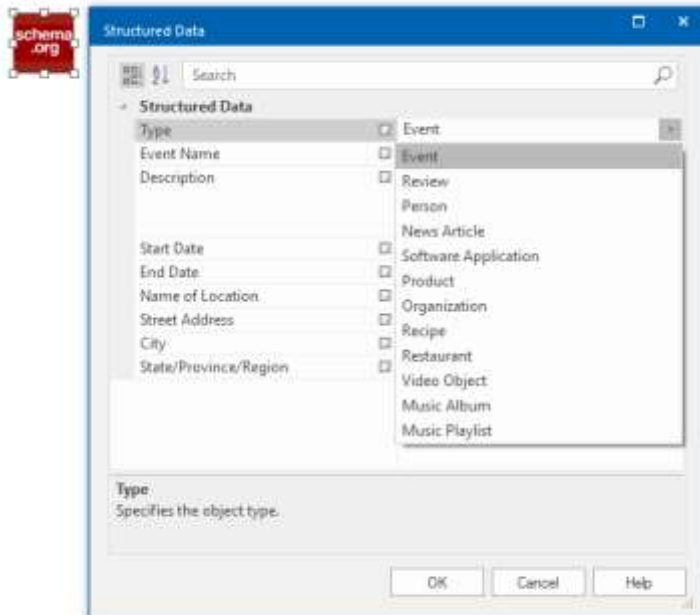 schema
.org
Structured Data
Search
Structured Data
Type
Event
Event Name
Description
Start Date
End Date
Name of Location
Street Address
City
State/Province/Region
Event
Review
Person
News Article
Software Application
Product
Organization
Recipe
Restaurant
Video Object
Music Album
Music Playlist
Type
Specifies the object type.
OK
Cancel
Help